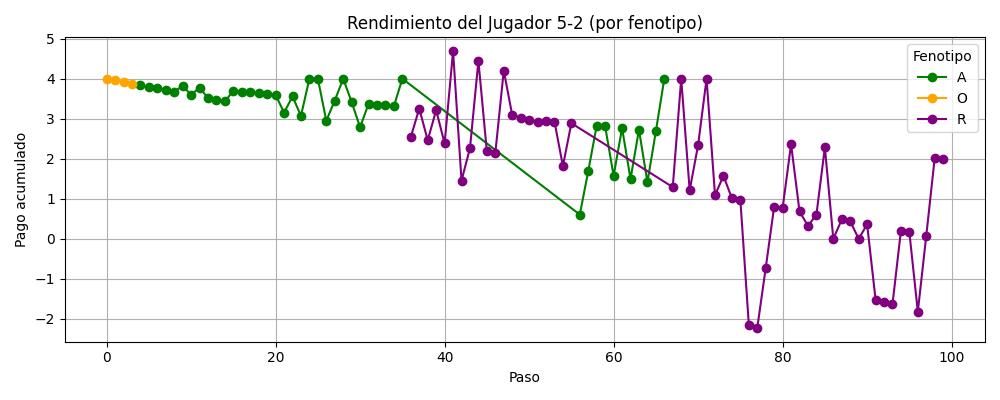 Rendimiento del Jugador 5-2 (por fenotipo)
Pago acumulado
5
4
3
2
1
0
−1
−2
0 20 40 60 80 100
Paso
Fenotipo
A
O
R